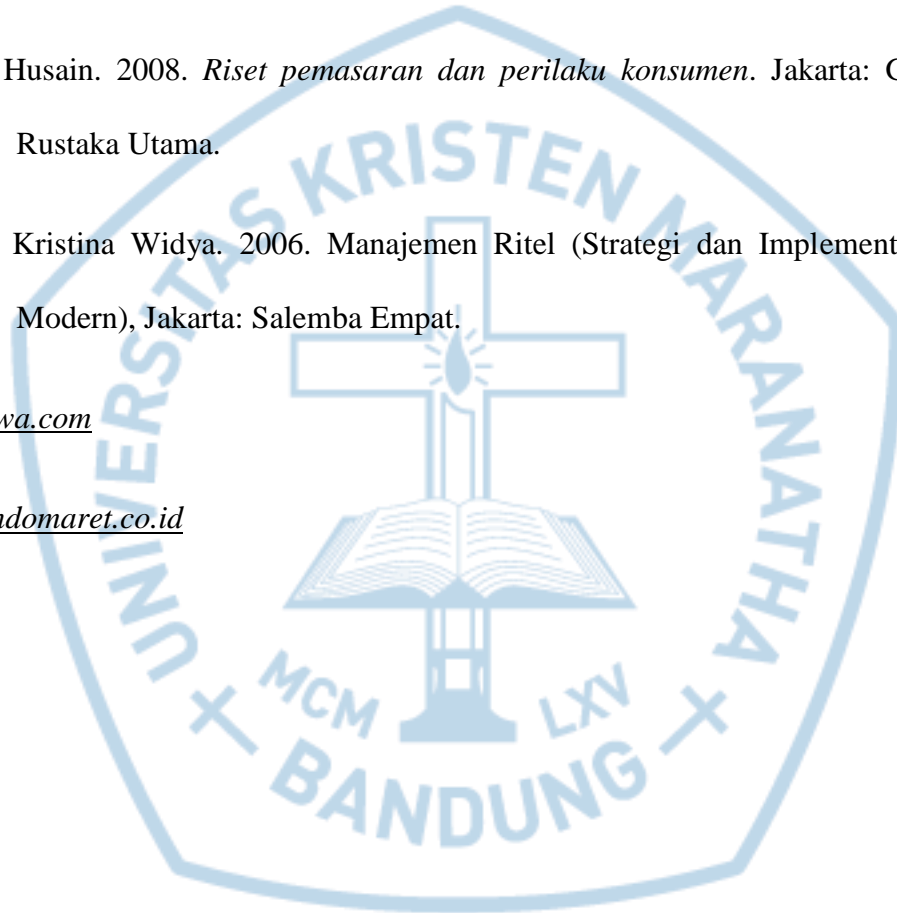 Husain. 2008. Riset pemasaran dan perilaku konsumen. Jakarta: G
Rustaka Utama.
Kristina Widya. 2006. Manajemen Ritel (Strategi dan Implement
Modern), Jakarta: Salemba Empat.
wa.com
ndomaret.co.id
UNIVERSITAS KRISTEN MARANATHA
MCM LXV
BANDUNG